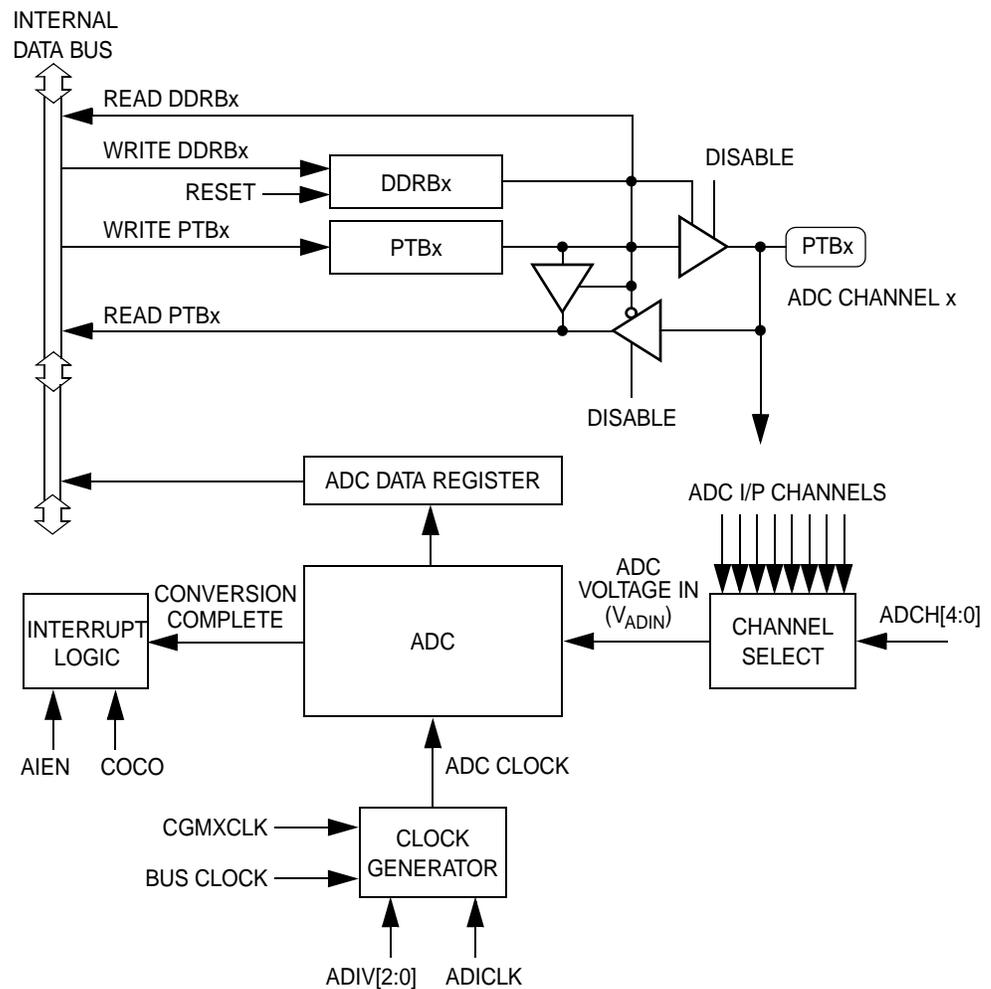 INTERNAL
DATA BUS
READ DDRBx
WRITE DDRBx
DISABLE
RESET
DDRBx
WRITE PTBx
PTBx
PTBx
ADC CHANNEL x
READ PTBx
DISABLE
ADC DATA REGISTER
ADC I/P CHANNELS
CONVERSION
COMPLETE
ADC
VOLTAGE IN
(VADIN)
INTERRUPT
LOGIC
ADC
CHANNEL
SELECT
ADCH[4:0]
AIEN
COCO
ADC CLOCK
CGMXCLK
BUS CLOCK
CLOCK
GENERATOR
ADIV[2:0]
ADICLK